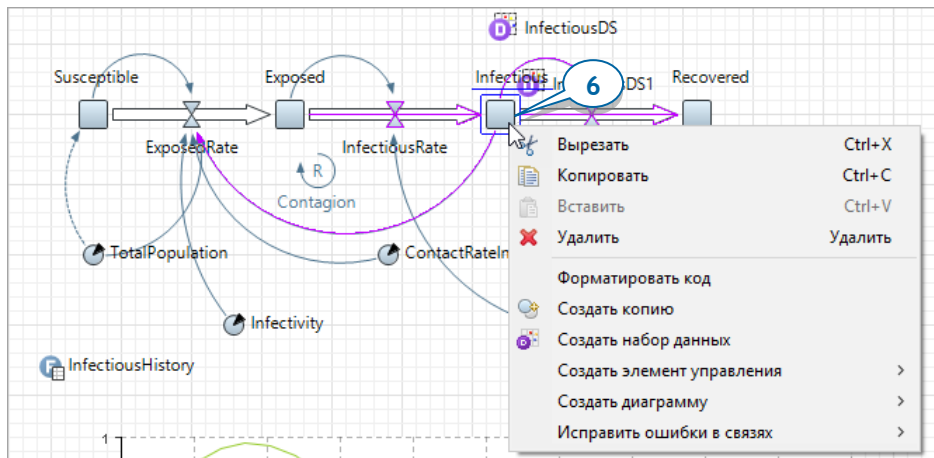 InfectiousDS
Susceptible
Exposed
Infectious
DS1
Recovered
6
ExposedRate
InfectiousRate
R
Contagion
TotalPopulation
ContactRateIn
Infectivity
InfectiousHistory
1
Вырезать Ctrl+X
Копировать Ctrl+C
Вставить Ctrl+V
Удалить Удалить
Форматировать код
Создать копию
Создать набор данных
Создать элемент управления
Создать диаграмму
Исправить ошибки в связях